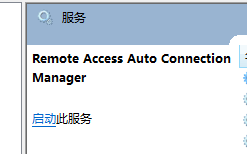 服务
Remote Access Auto Connection
Manager
启动此服务